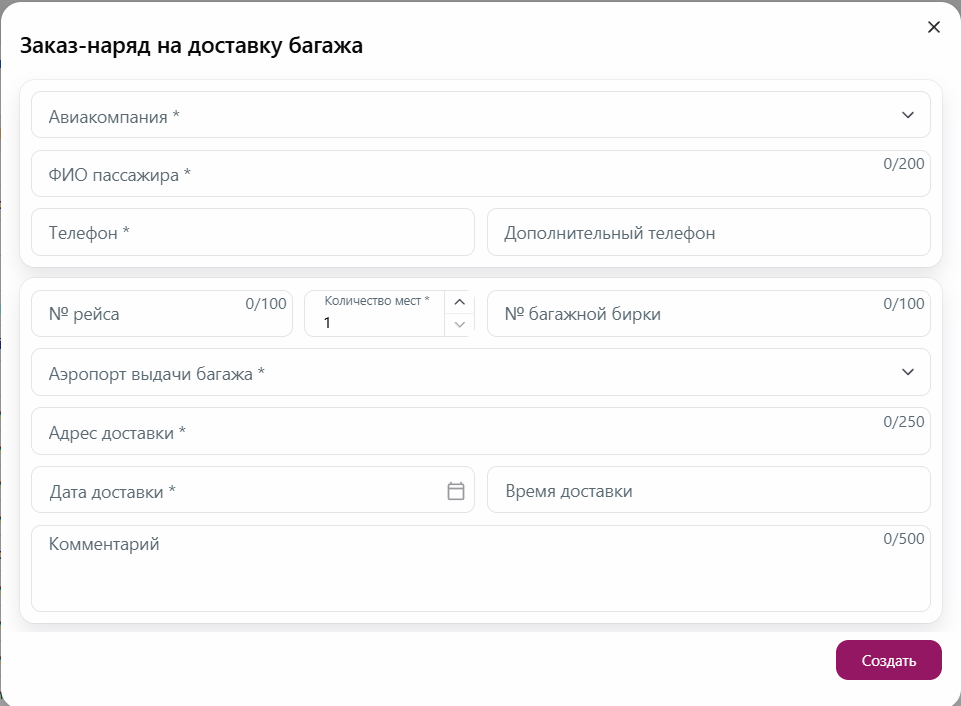 Заказ-наряд на доставку багажа
Авиакомпания *
ФИО пассажира *
0/200
Телефон *
Дополнительный телефон
№ рейса
0/100
Количество мест *
1
№ багажной бирки
0/100
Аэропорт выдачи багажа *
Адрес доставки *
0/250
Дата доставки *
Время доставки
Комментарий
0/500
Создать